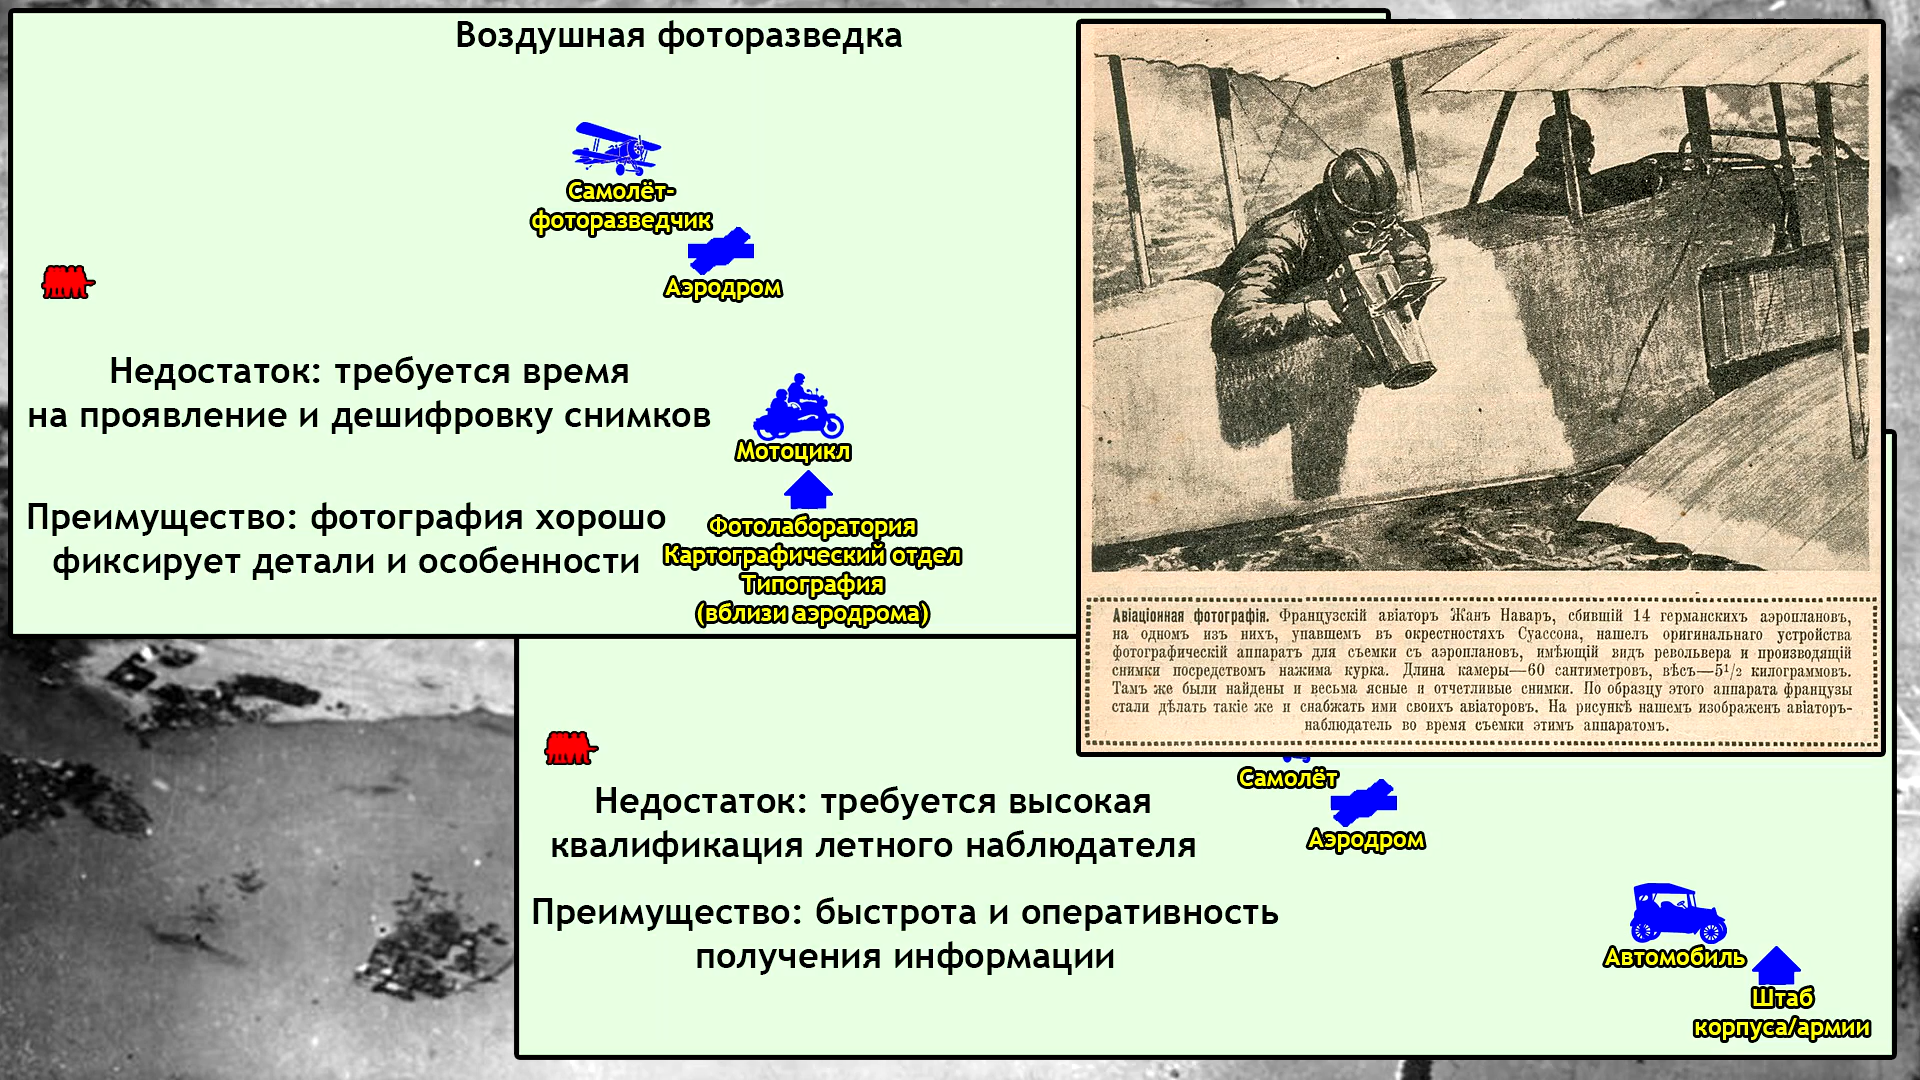 Воздушная фоторазведка
Самолёт-
фоторазведчик
Аэродром
Недостаток: требуется время
на проявление и дешифровку снимков
Мотоцикл
Преимущество: фотография хорошо
фиксирует детали и особенности
Фотолаборатория
Картографический отдел
Типография
(вблизи аэродрома)
Авіаціонная фотографія. Французскій авіаторъ Жанъ Наваръ, сбившій 14 германскихъ аэроплановъ,
на одномъ изъ нихъ, упавшемъ въ окрестностяхъ Суассона, нашелъ оригинальнаго устройства
фотографическій аппаратъ для съемки съ аэроплановъ, имѣющій видъ револьвера и производящій
снимки посредствомъ нажима курка. Длина камеры—60 сантиметровъ, вѣсъ—5¹/₂ килограммовъ.
Тамъ же были найдены и весьма ясные и отчетливые снимки. По образцу этого аппарата французы
стали дѣлать такіе же и снабжать ими своихъ авіаторовъ. На рисункѣ нашемъ изображенъ авіаторъ-
наблюдатель во время съемки этимъ аппаратомъ.
Самолёт
Аэродром
Недостаток: требуется высокая
квалификация летного наблюдателя
Преимущество: быстрота и оперативность
получения информации
Автомобиль
Штаб
корпуса/армии